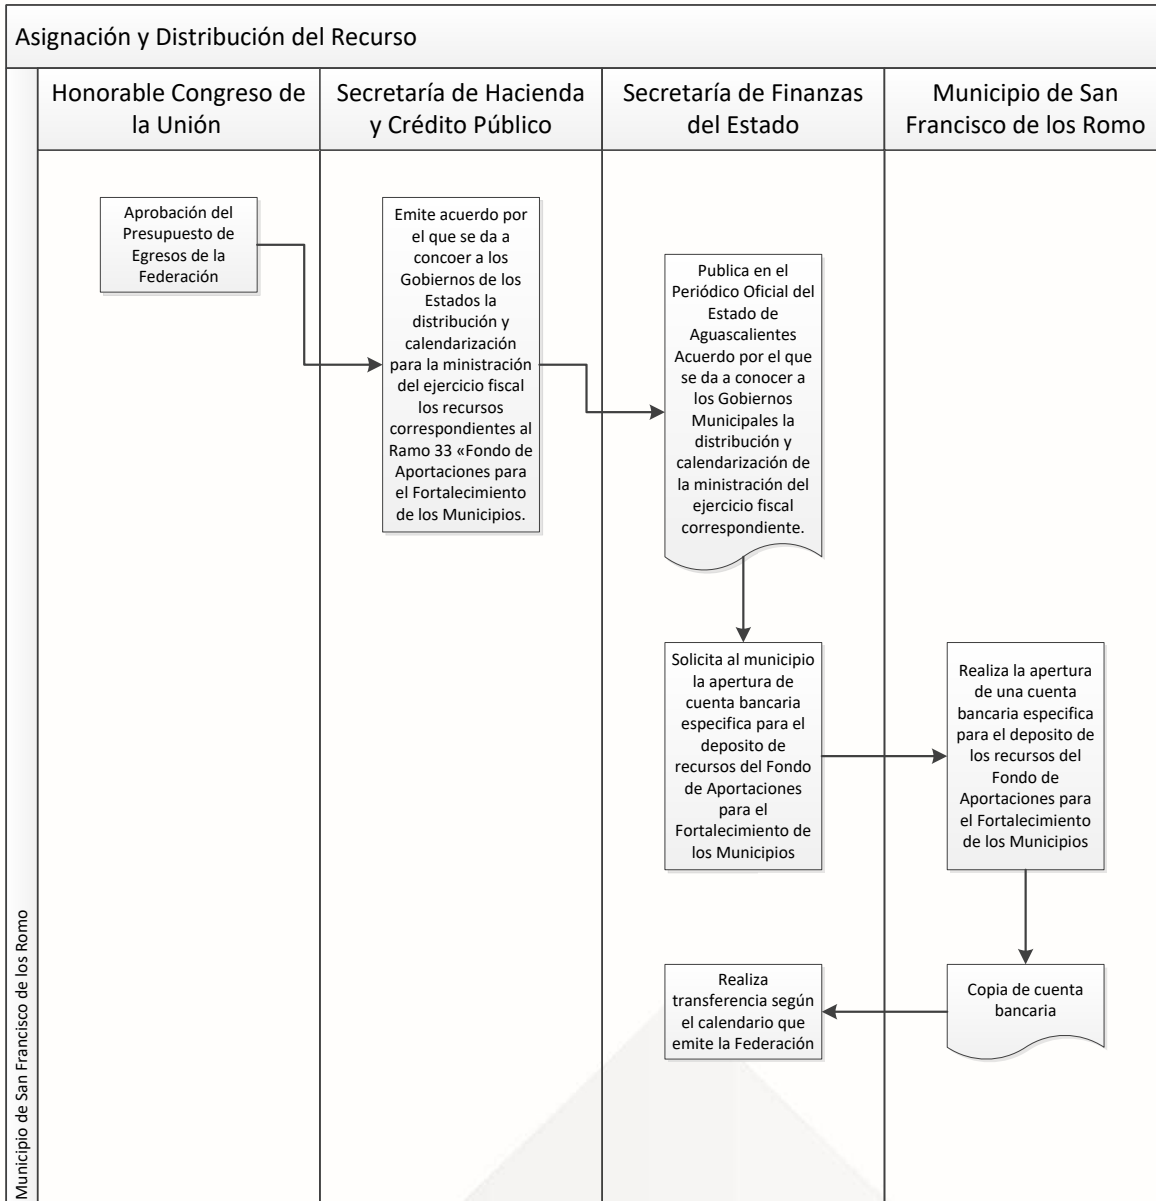 Asignación y Distribución del Recurso
Honorable Congreso de
la Unión
Secretaría de Hacienda
y Crédito Público
Secretaría de Finanzas
del Estado
Municipio de San
Francisco de los Romo
Aprobación del
Presupuesto de
Egresos de la
Federación
Emite acuerdo por
el que se da a
concoer a los
Gobiernos de los
Estados la
distribución y
calendarización
para la ministración
del ejercicio fiscal
los recursos
correspondientes al
Ramo 33 «Fondo de
Aportaciones para
el Fortalecimiento
de los Municipios.
Publica en el
Periódico Oficial del
Estado de
Aguascalientes
Acuerdo por el que
se da a conocer a
los Gobiernos
Municipales la
distribución y
calendarización de
la ministración del
ejercicio fiscal
correspondiente.
Solicita al municipio
la apertura de
cuenta bancaria
especifica para el
deposito de
recursos del Fondo
de Aportaciones
para el
Fortalecimiento de
los Municipios
Realiza la apertura
de una cuenta
bancaria especifica
para el deposito de
los recursos del
Fondo de
Aportaciones para
el Fortalecimiento
de los Municipios
Copia de cuenta
bancaria
Realiza
transferencia según
el calendario que
emite la Federación
Municipio de San Francisco de los Romo